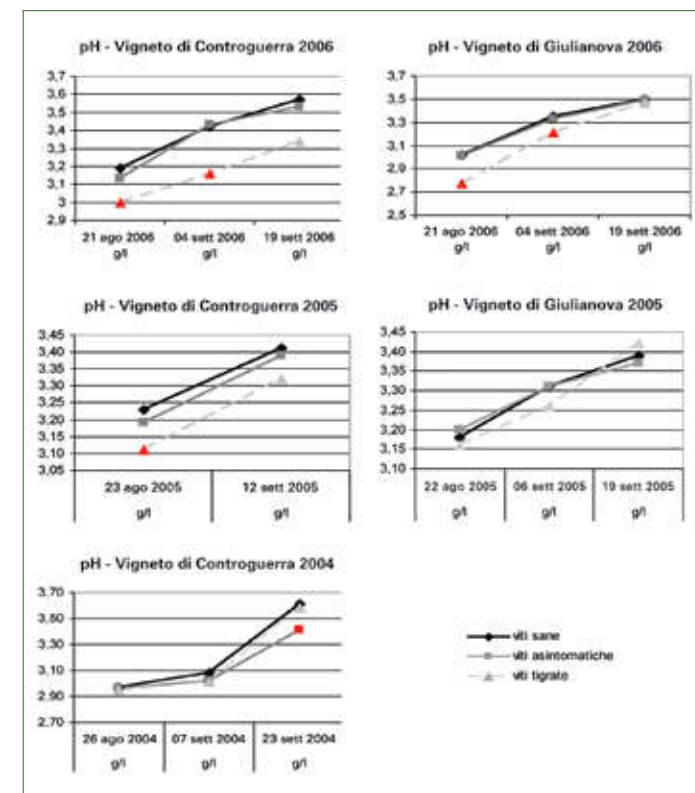 pH - Vigneto di Controguerra 2006
3,7
3,6
3,5
3,4
3,3
3,2
3,1
3
2,9
21 ago 2006
04 sett 2006
19 sett 2006
g/l
g/l
g/l
pH - Vigneto di Giulianova 2006
3,7
3,5
3,3
3,1
2,9
2,7
2,5
21 ago 2006
04 sett 2006
19 sett 2006
g/l
g/l
g/l
pH - Vigneto di Controguerra 2005
3,45
3,40
3,35
3,30
3,25
3,20
3,15
3,10
3,05
23 ago 2005
12 sett 2005
g/l
g/l
pH - Vigneto di Giulianova 2005
3,45
3,40
3,35
3,30
3,25
3,20
3,15
3,10
22 ago 2005
06 sett 2005
19 sett 2005
g/l
g/l
g/l
pH - Vigneto di Controguerra 2004
3,70
3,50
3,30
3,10
2,90
2,70
26 ago 2004
07 sett 2004
23 sett 2004
g/l
g/l
g/l
viti sane
viti asintomatiche
viti tigrate